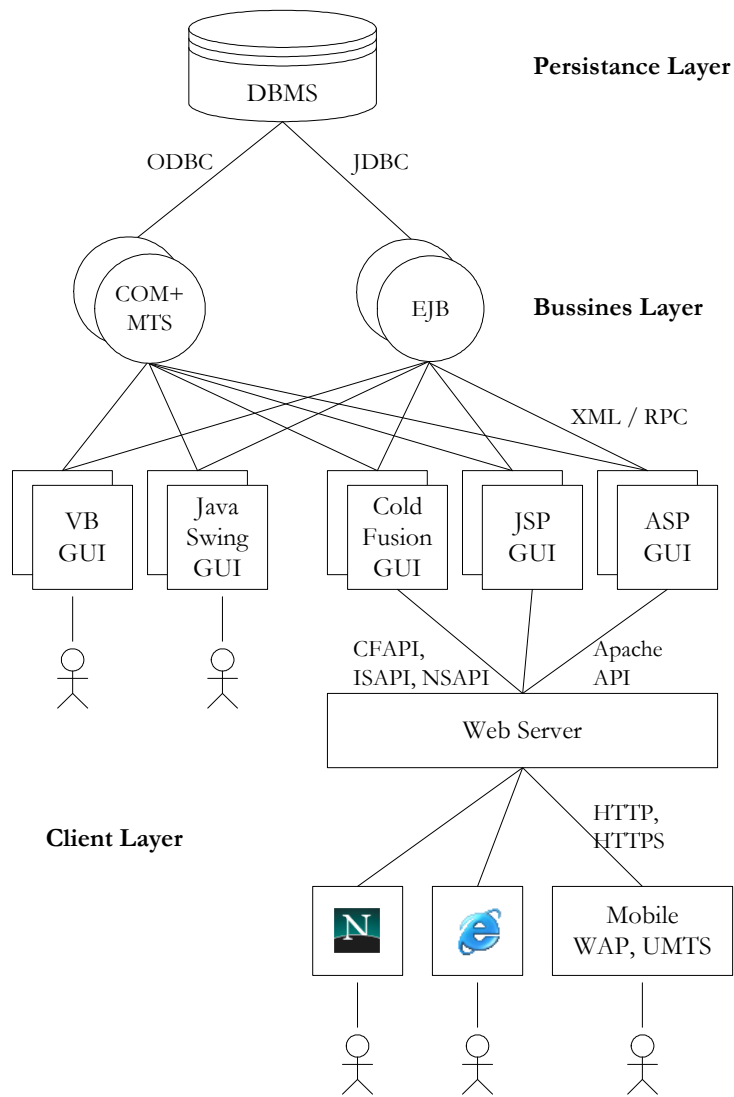 Persistance Layer
DBMS
ODBC
JDBC
COM+
MTS
EJB
Bussines Layer
XML / RPC
VB
GUI
Java
Swing
GUI
Cold
Fusion
GUI
JSP
GUI
ASP
GUI
CFAPI,
ISAPI, NSAPI
Apache
API
Web Server
HTTP,
HTTPS
Client Layer
N
e
Mobile
WAP, UMTS